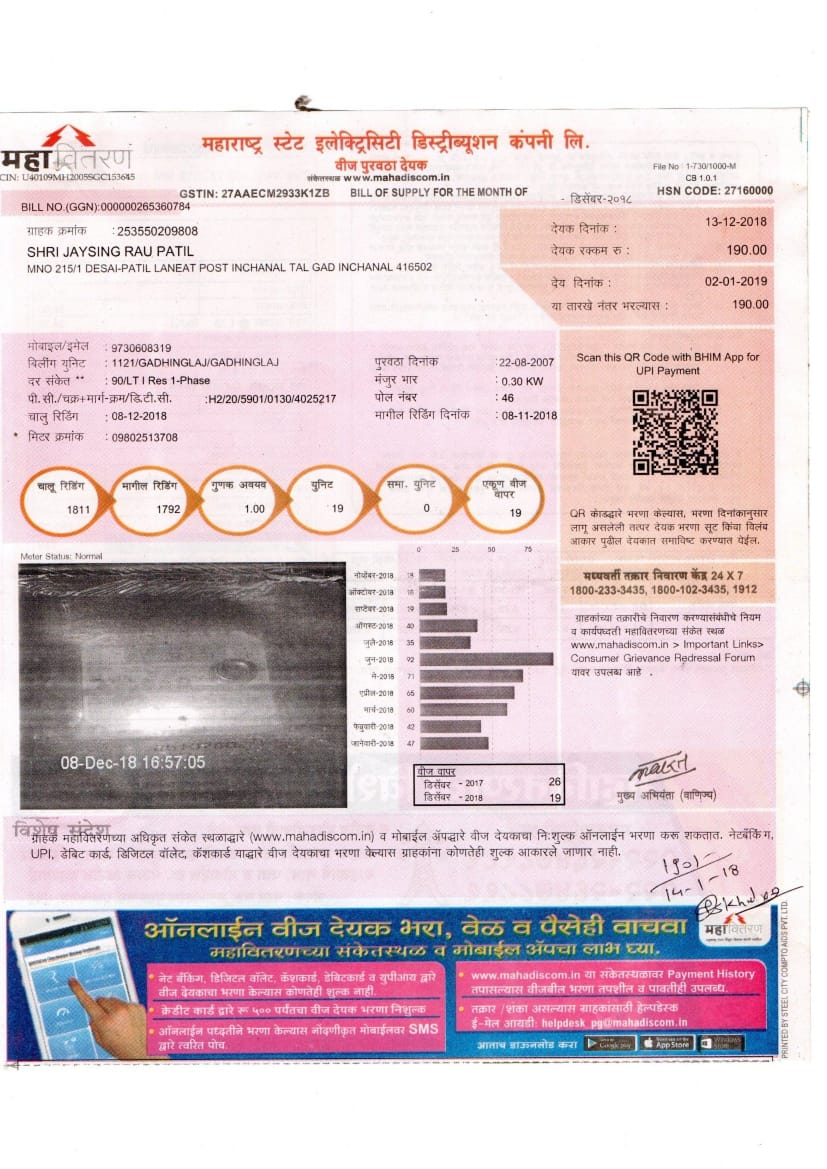 महावितरण
CIN: U40109MH2005SGC153645
महाराष्ट्र स्टेट इलेक्ट्रिसिटी डिस्ट्रीब्यूशन कंपनी लि.
वीज पुरवठा देयक
संकेतस्थळ www.mahadiscom.in
File No : 1-730/1000-M
CB 1.0.1
GSTIN: 27AAECM2933K1ZB BILL OF SUPPLY FOR THE MONTH OF - डिसेंबर-२०१८
HSN CODE: 27160000
BILL NO.(GGN):000000265360784
ग्राहक क्रमांक :253550209808
SHRI JAYSING RAU PATIL
MNO 215/1 DESAI-PATIL LANEAT POST INCHANAL TAL GAD INCHANAL 416502
देयक दिनांक : 13-12-2018
देयक रक्कम रु : 190.00
देय दिनांक : 02-01-2019
या तारखे नंतर भरल्यास : 190.00
मोबाइल/इमेल : 9730608319
बिलींग युनिट : 1121/GADHINGLAJ/GADHINGLAJ
दर संकेत ** : 90/LT I Res 1-Phase
पी.सी./चक्र+मार्ग-क्रम/डि.टी.सी. :H2/20/5901/0130/4025217
चालु रिडिंग : 08-12-2018
* मिटर क्रमांक : 09802513708
पुरवठा दिनांक :22-08-2007
मंजुर भार : 0.30 KW
पोल नंबर : 46
मागील रिडिंग दिनांक : 08-11-2018
Scan this QR Code with BHIM App for
UPI Payment
QR कोडद्वारे भरणा केल्यास, भरणा दिनांकानुसार
लागू असलेली तत्पर देयक भरणा सूट किंवा विलंब
आकार पुढील देयकात समाविष्ट करण्यात येईल.
चालू रिडिंग 1811
मागील रिडिंग 1792
गुणक अवयव 1.00
युनिट 19
समा. युनिट 0
एकूण वीज वापर 19
Meter Status: Normal
08-Dec-18 16:57:05
0 25 50 75
नोव्हेंबर-2018 18
ऑक्टोबर-2018 18
सप्टेंबर-2018 19
ऑगस्ट-2018 40
जुलै-2018 35
जुन-2018 92
मे-2018 71
एप्रील-2018 65
मार्च-2018 60
फेब्रुवारी-2018 42
जानेवारी-2018 47
वीज वापर
डिसेंबर - 2017 26
डिसेंबर - 2018 19
मध्यवर्ती तक्रार निवारण केंद्र 24 X 7
1800-233-3435, 1800-102-3435, 1912
ग्राहकांच्या तक्रारीचे निवारण करण्यासंबंधीचे नियम
व कार्यपध्दती महावितरणच्या संकेत स्थळ
www.mahadiscom.in > Important Links>
Consumer Grievance Redressal Forum
यावर उपलब्ध आहे .
मुख्य अभियंता (वाणिज्य)
विशेष संदेश
ग्राहक महावितरणच्या अधिकृत संकेत स्थळाद्वारे (www.mahadiscom.in) व मोबाईल ॲपद्वारे वीज देयकाचा नि:शुल्क ऑनलाईन भरणा करू शकतात. नेटबँकिंग,
UPI, डेबिट कार्ड, डिजिटल वॉलेट, कॅशकार्ड याद्वारे वीज देयकाचा भरणा केल्यास ग्राहकांना कोणतेही शुल्क आकारले जाणार नाही.
190/-
14-1-18
ऑनलाईन वीज देयक भरा, वेळ व पैसेही वाचवा
महावितरणच्या संकेतस्थळ व मोबाईल ॲपचा लाभ घ्या.
महावितरण
• नेट बँकिंग, डिजिटल वॉलेट, कॅशकार्ड, डेबिटकार्ड व युपीआय द्वारे
वीज देयकाचा भरणा केल्यास कोणतेही शुल्क नाही.
• क्रेडीट कार्ड द्वारे रू ५०० पर्यंतचा वीज देयक भरणा निशुल्क
• ऑनलाईन पध्दतीने भरणा केल्यास नोंदणीकृत मोबाईलवर SMS
द्वारे त्वरित पोच.
• www.mahadiscom.in या संकेतस्थळावर Payment History
तपासल्यास वीजबील भरणा तपशील व पावतीही उपलब्ध.
• तक्रार /शंका असल्यास ग्राहकांसाठी हेल्पडेस्क
ई-मेल आयडी: helpdesk_pg@mahadiscom.in
आताच डाऊनलोड करा Google play App Store Windows Store
PRINTED BY STEEL CITY COMPTO AIDS PVT. LTD.